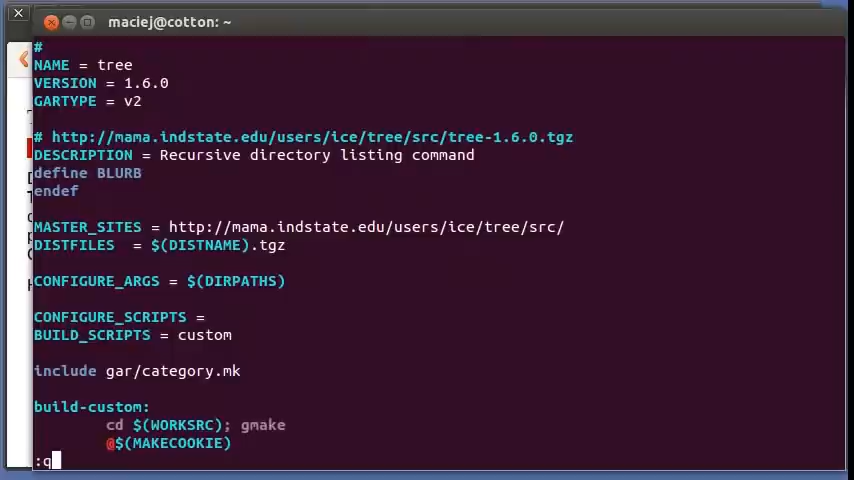 maciej@cotton: ~
#
NAME = tree
VERSION = 1.6.0
GARTYPE = v2
# http://mama.indstate.edu/users/ice/tree/src/tree-1.6.0.tgz
DESCRIPTION = Recursive directory listing command
define BLURB
endef
MASTER_SITES = http://mama.indstate.edu/users/ice/tree/src/
DISTFILES  = $(DISTNAME).tgz
CONFIGURE_ARGS = $(DIRPATHS)
CONFIGURE_SCRIPTS =
BUILD_SCRIPTS = custom
include gar/category.mk
build-custom:
        cd $(WORKSRC); gmake
        @$(MAKECOOKIE)
:q